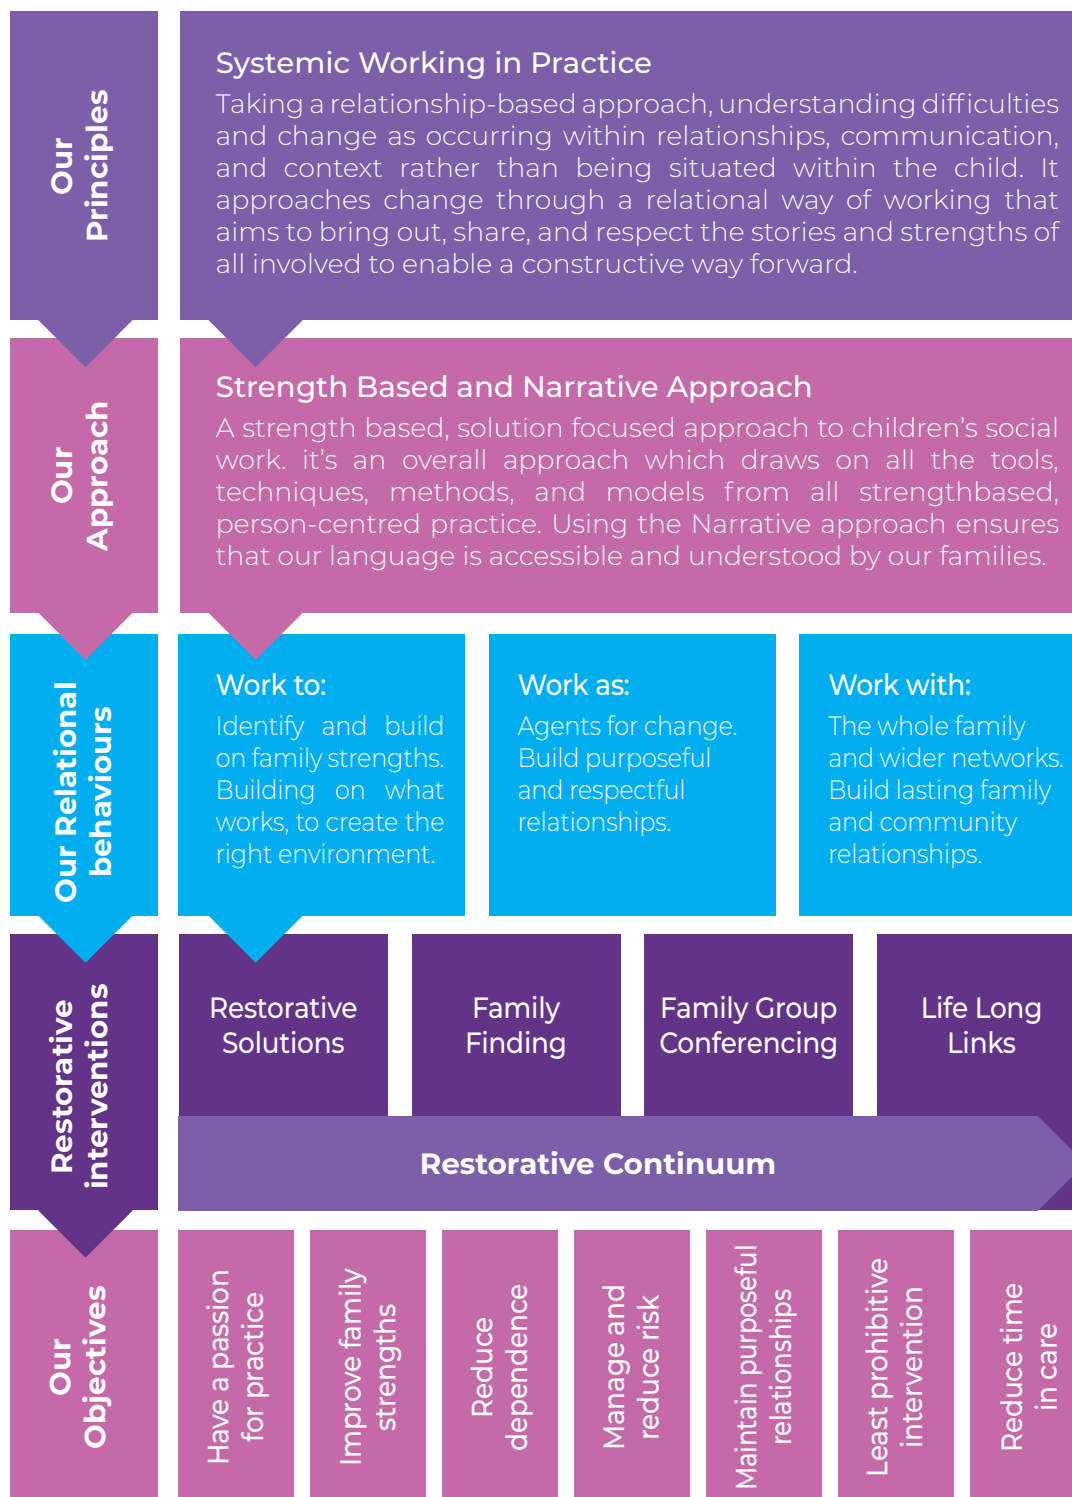 Our
Principles
Systemic Working in Practice
Taking a relationship-based approach, understanding difficulties
and change as occurring within relationships, communication,
and context rather than being situated within the child. It
approaches change through a relational way of working that
aims to bring out, share, and respect the stories and strengths of
all involved to enable a constructive way forward.
Our
Approach
Strength Based and Narrative Approach
A strength based, solution focused approach to children’s social
work. it’s an overall approach which draws on all the tools,
techniques, methods, and models from all strengthbased,
person-centred practice. Using the Narrative approach ensures
that our language is accessible and understood by our families.
Our Relational
behaviours
Work to:
Identify and build
on family strengths.
Building on what
works, to create the
right environment.
Work as:
Agents for change.
Build purposeful
and respectful
relationships.
Work with:
The whole family
and wider networks.
Build lasting family
and community
relationships.
Restorative
interventions
Restorative
Solutions
Family
Finding
Family Group
Conferencing
Life Long
Links
Restorative Continuum
Our
Objectives
Have a passion
for practice
Improve family
strengths
Reduce
dependence
Manage and
reduce risk
Maintain purposeful
relationships
Least prohibitive
intervention
Reduce time
in care